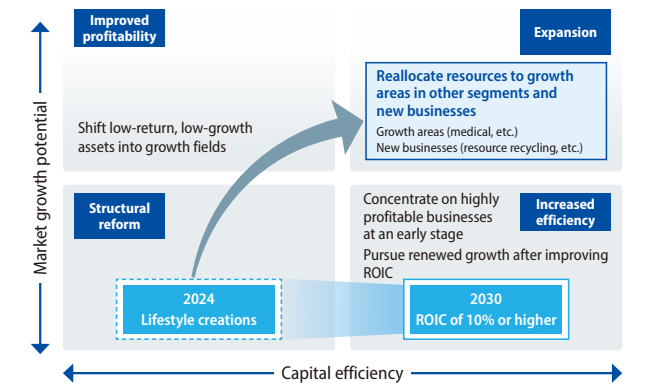 Improved
profitability
Expansion
Reallocate resources to growth
areas in other segments and
new businesses
Growth areas (medical, etc.)
New businesses (resource recycling, etc.)
Shift low-return, low-growth
assets into growth fields
Market growth potential
Structural
reform
Concentrate on highly
profitable businesses
at an early stage
Pursue renewed growth after improving
ROIC
Increased
efficiency
2024
Lifestyle creations
2030
ROIC of 10% or higher
Capital efficiency